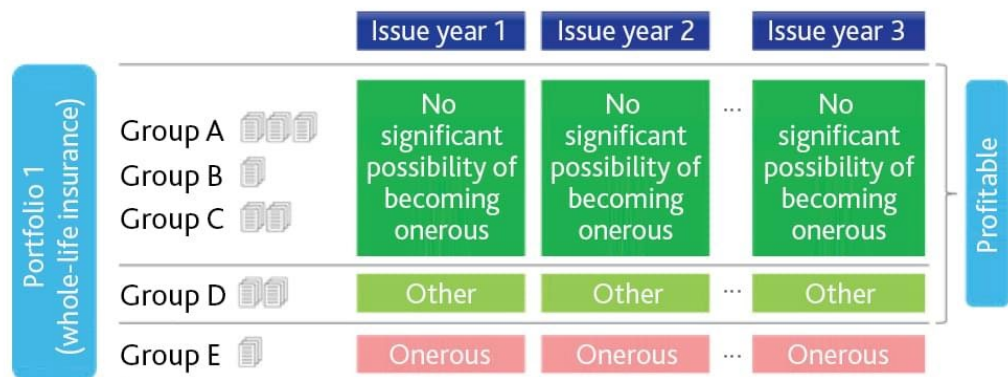 Issue year 1
Issue year 2
Issue year 3
Portfolio 1
(whole-life insurance)
Group A
Group B
Group C
No
significant
possibility of
becoming
onerous
No
significant
possibility of
becoming
onerous
...
No
significant
possibility of
becoming
onerous
Profitable
Group D
Other
Other
...
Other
Group E
Onerous
Onerous
...
Onerous